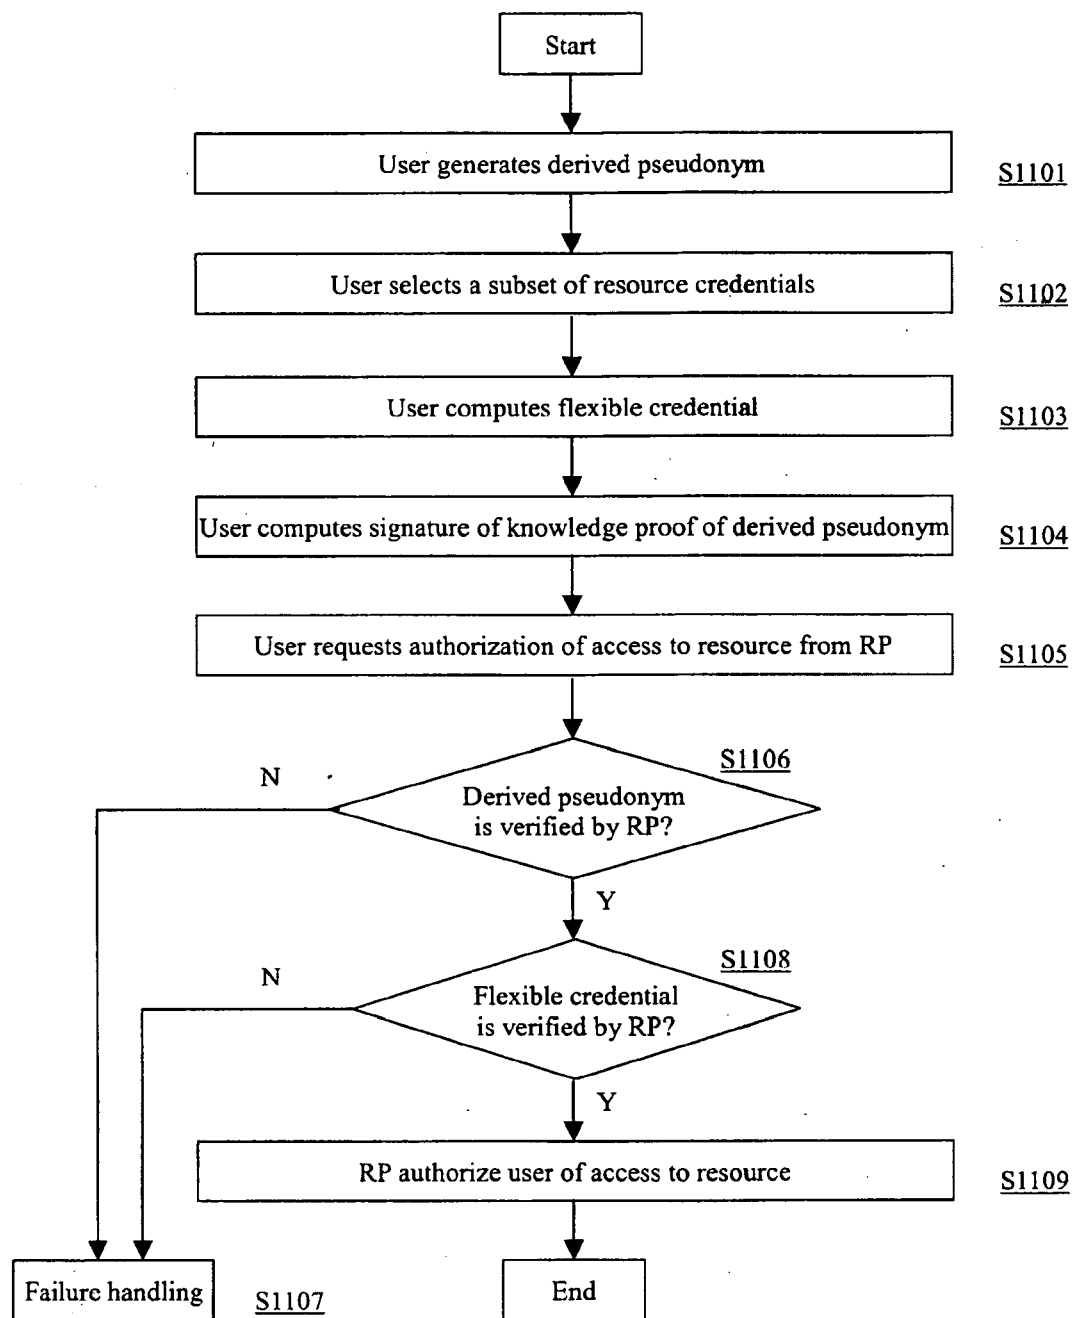 Start
User generates derived pseudonym
S1101
User selects a subset of resource credentials
S1102
User computes flexible credential
S1103
User computes signature of knowledge proof of derived pseudonym
S1104
User requests authorization of access to resource from RP
S1105
S1106
N
Derived pseudonym
is verified by RP?
Y
S1108
N
Flexible credential
is verified by RP?
Y
RP authorize user of access to resource
S1109
Failure handling
S1107
End